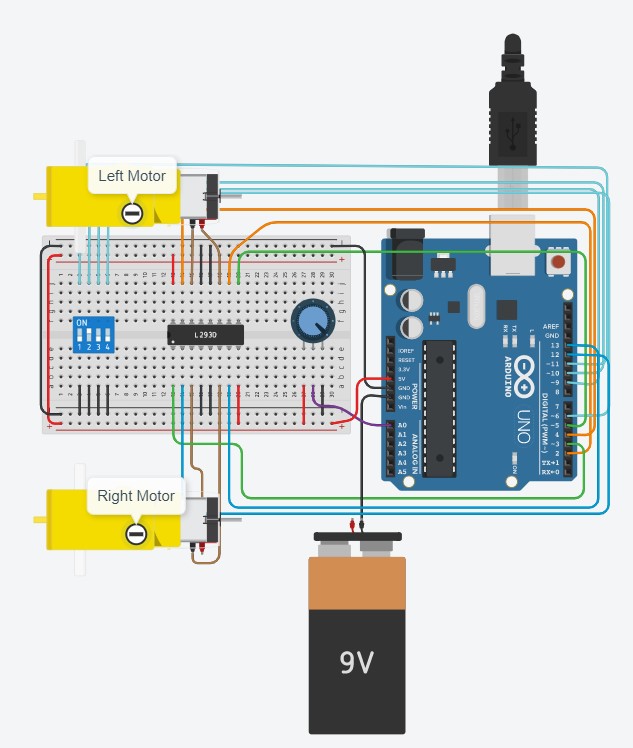 Left Motor
ON
1 2 3 4
L293D
IOREF
RESET
3.3V
5V
GND
GND
Vin
POWER
A0
A1
A2
A3
A4
A5
ANALOG IN
AREF
GND
13
12
~11
~10
~9
8
7
~6
~5
4
~3
2
TX→1
RX←0
DIGITAL (PWM~)
RX
TX
L
ARDUINO
UNO
ON
Right Motor
9V